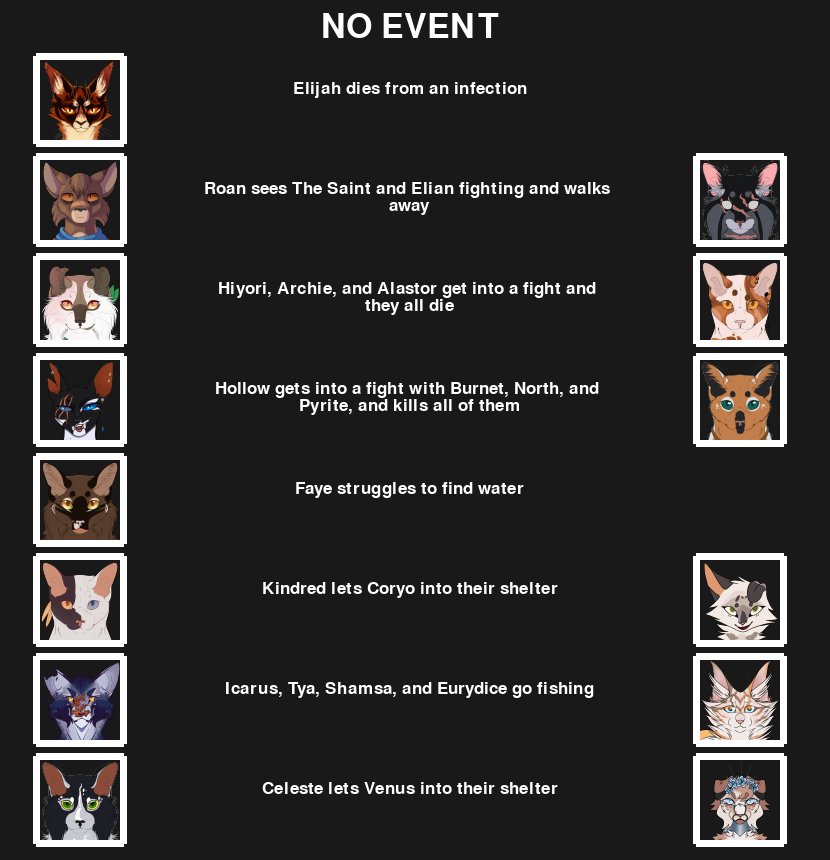 NO EVENT
Elijah dies from an infection
Roan sees The Saint and Elian fighting and walks
away
Hiyori, Archie, and Alastor get into a fight and
they all die
Hollow gets into a fight with Burnet, North, and
Pyrite, and kills all of them
Faye struggles to find water
Kindred lets Coryo into their shelter
Icarus, Tya, Shamsa, and Eurydice go fishing
Celeste lets Venus into their shelter